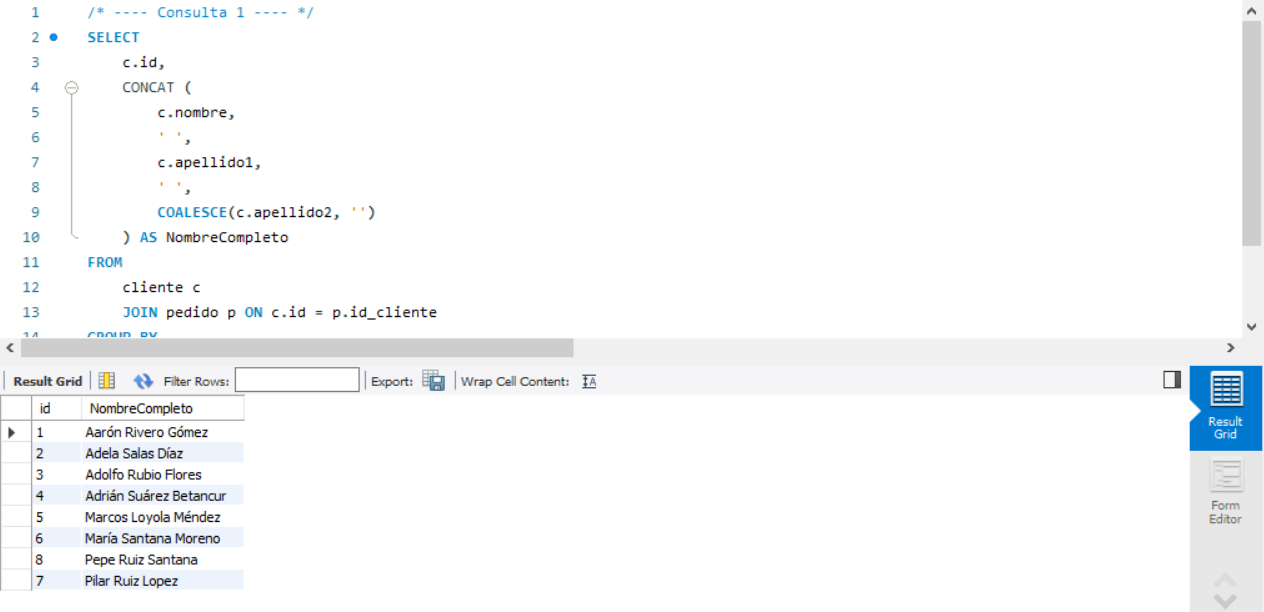 1 /* ---- Consulta 1 ---- */
2 SELECT
3 c.id,
4 CONCAT (
5 c.nombre,
6 ' ',
7 c.apellido1,
8 ' ',
9 COALESCE(c.apellido2, '')
10 ) AS NombreCompleto
11 FROM
12 cliente c
13 JOIN pedido p ON c.id = p.id_cliente
14 GROUP BY
Result Grid Filter Rows: Export: Wrap Cell Content: IA
id NombreCompleto
1 Aarón Rivero Gómez
2 Adela Salas Díaz
3 Adolfo Rubio Flores
4 Adrián Suárez Betancur
5 Marcos Loyola Méndez
6 María Santana Moreno
8 Pepe Ruiz Santana
7 Pilar Ruiz Lopez
Result
Grid
Form
Editor